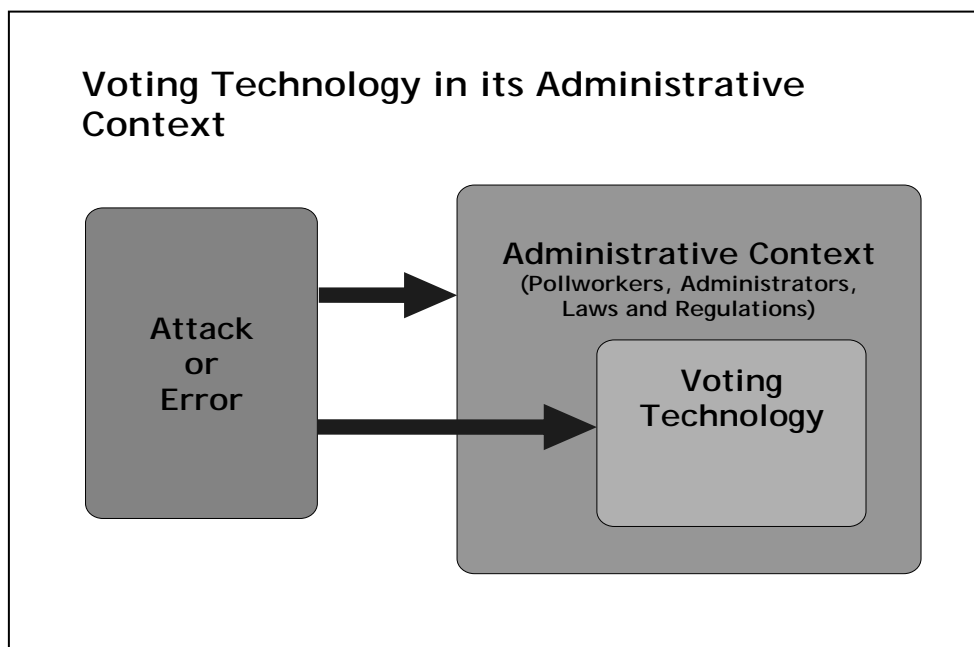 Voting Technology in its Administrative
Context
Attack
or
Error
Administrative Context
(Pollworkers, Administrators,
Laws and Regulations)
Voting
Technology